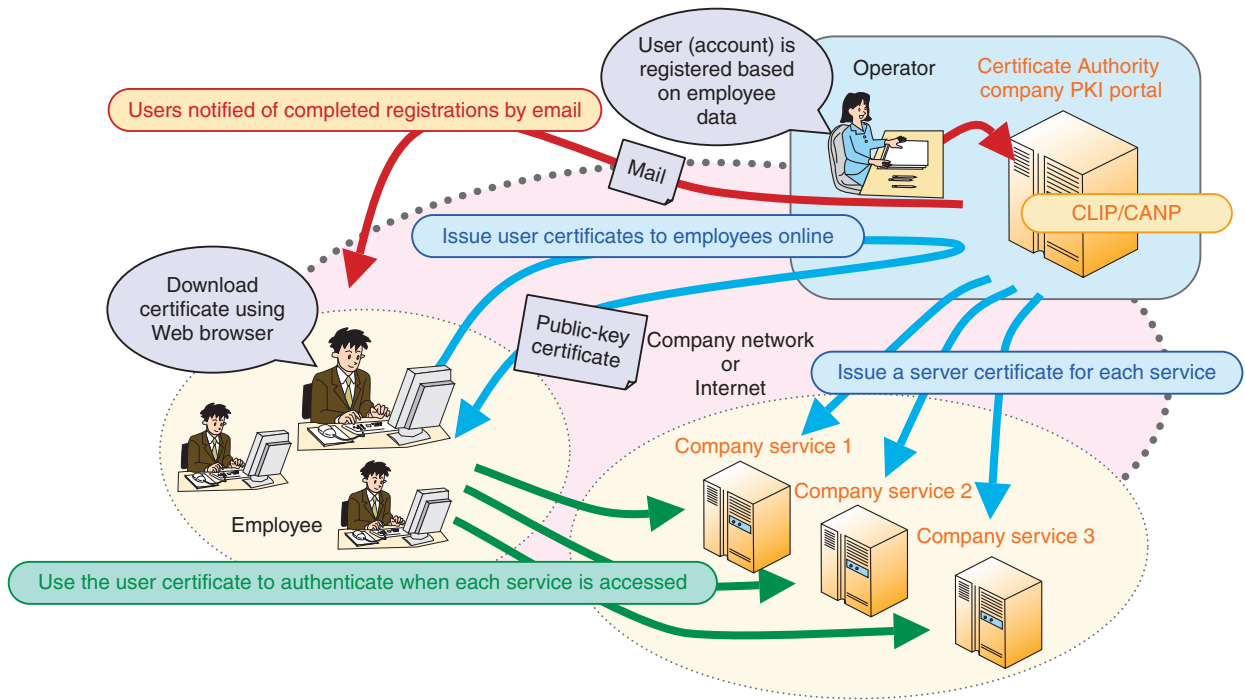 User (account) is
registered based
on employee
data
Operator
Certificate Authority
company PKI portal
Users notified of completed registrations by email
Mail
CLIP/CANP
Issue user certificates to employees online
Download
certificate using
Web browser
Public-key
certificate
Company network
or
Internet
Issue a server certificate for each service
Company service 1
Company service 2
Company service 3
Employee
Use the user certificate to authenticate when each service is accessed